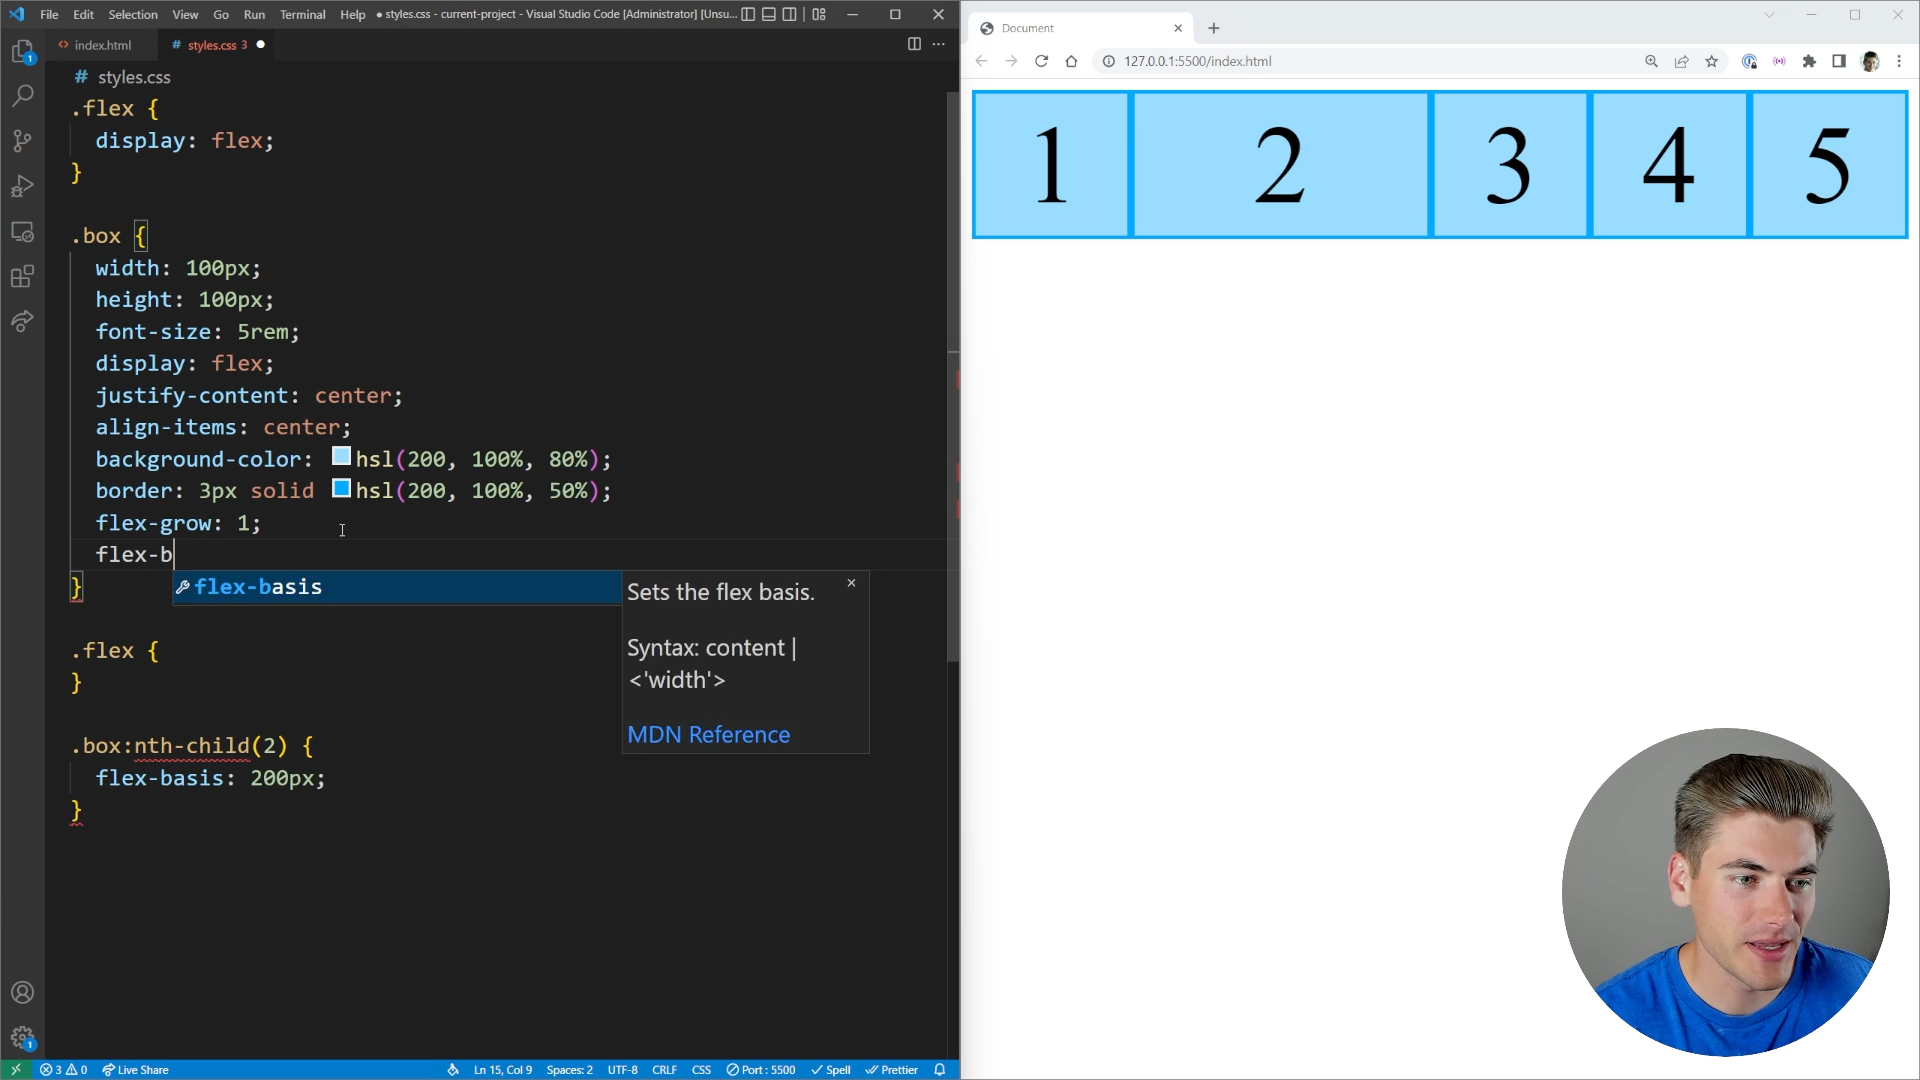 File Edit Selection View Go Run Terminal Help ● styles.css - current-project - Visual Studio Code [Administrator] [Unsu...
Document
index.html
# styles.css 3
127.0.0.1:5500/index.html
# styles.css
.flex {
display: flex;
}
.box {
width: 100px;
height: 100px;
font-size: 5rem;
display: flex;
justify-content: center;
align-items: center;
background-color: hsl(200, 100%, 80%);
border: 3px solid hsl(200, 100%, 50%);
flex-grow: 1;
flex-b
}
flex-basis
Sets the flex basis.
Syntax: content |
<'width'>
MDN Reference
.flex {
}
.box:nth-child(2) {
flex-basis: 200px;
}
1 2 3 4 5
1
1
3 0 Live Share
Ln 15, Col 9 Spaces: 2 UTF-8 CRLF CSS Port : 5500 Spell Prettier